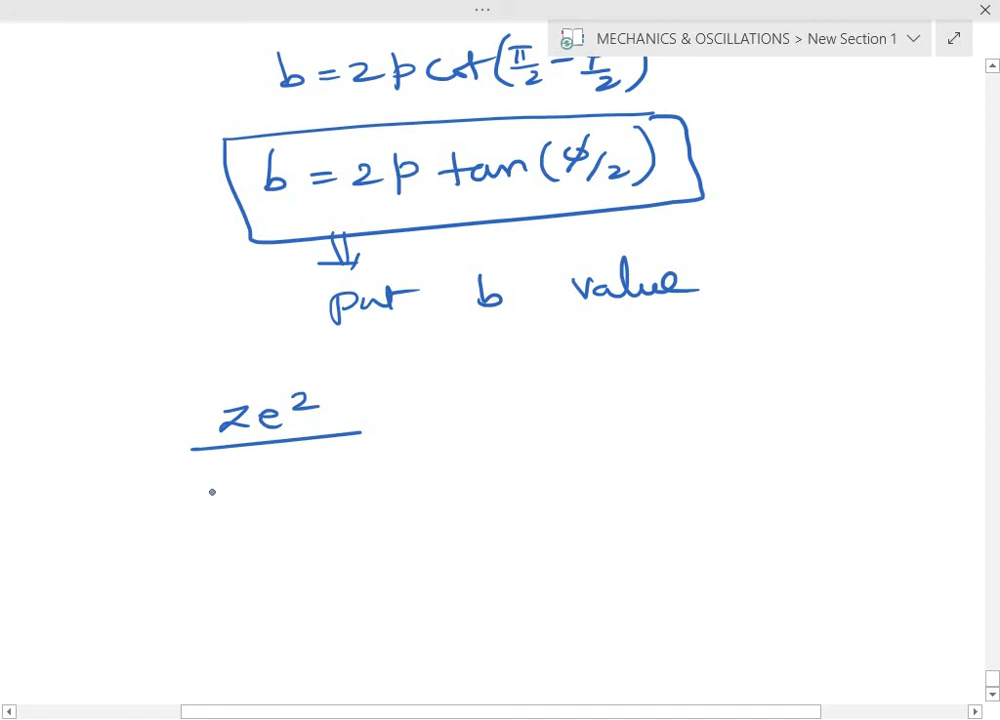 MECHANICS & OSCILLATIONS > New Section 1
b = 2p cot(π/2 - /2)
b = 2p tan(φ/2)
put b value
ze²